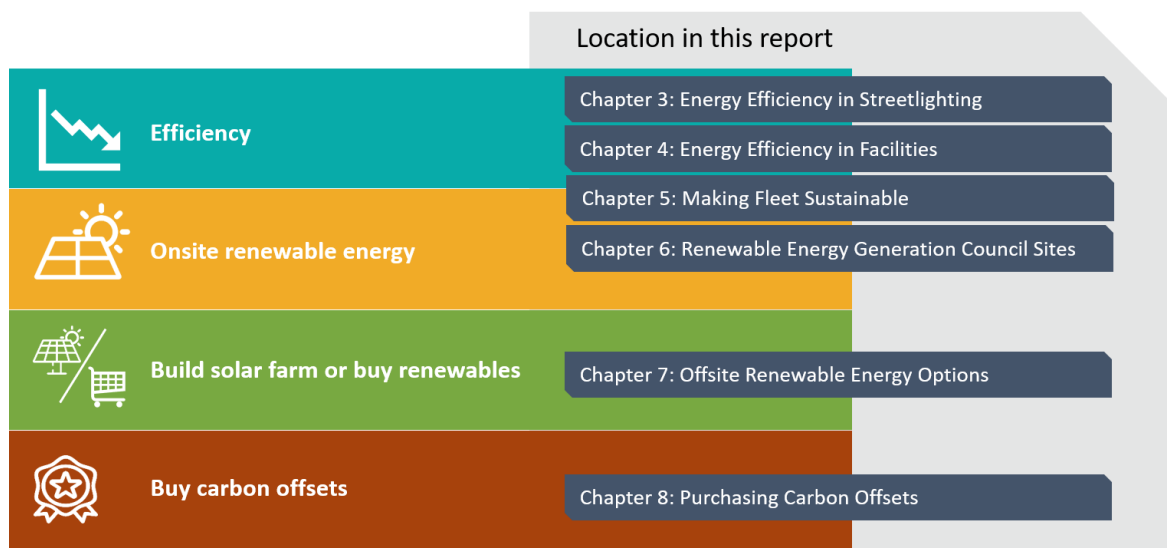 Location in this report
Efficiency
Chapter 3: Energy Efficiency in Streetlighting
Chapter 4: Energy Efficiency in Facilities
Chapter 5: Making Fleet Sustainable
Onsite renewable energy
Chapter 6: Renewable Energy Generation Council Sites
Build solar farm or buy renewables
Chapter 7: Offsite Renewable Energy Options
Buy carbon offsets
Chapter 8: Purchasing Carbon Offsets